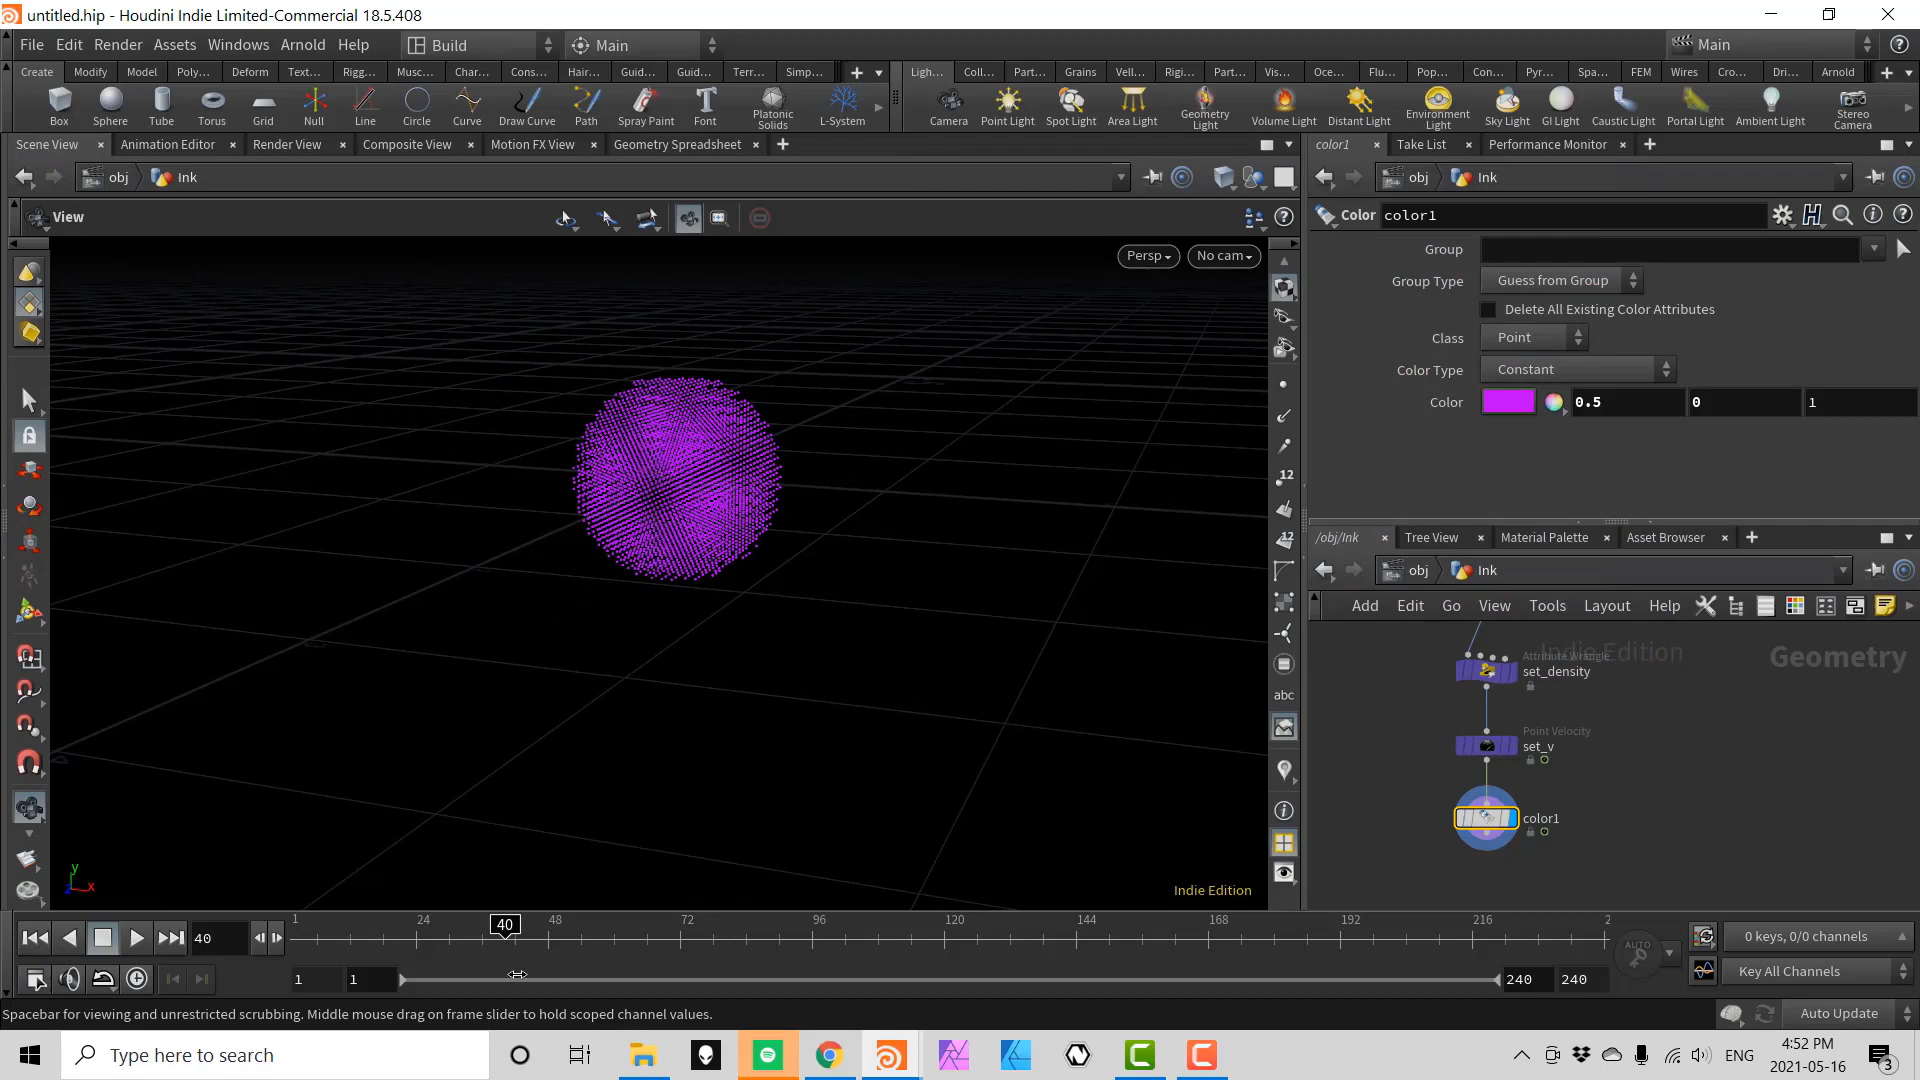 untitled.hip - Houdini Indie Limited-Commercial 18.5.408
File Edit Render Assets Windows Arnold Help Build Main Main
Create Modify Model Poly... Deform Text... Rigg... Musc... Char... Cons... Hair... Guid... Guid... Terr... Simp... Ligh... Coll... Part... Grains Vell... Rigi... Part... Vis... Oce... Flu... Pop... Con... Pyr... Spa... FEM Wires Cro... Dri... Arnold
Box Sphere Tube Torus Grid Null Line Circle Curve Draw Curve Path Spray Paint Font Platonic Solids L-System Camera Point Light Spot Light Area Light Geometry Light Volume Light Distant Light Environment Light Sky Light GI Light Caustic Light Portal Light Ambient Light Stereo Camera
Scene View Animation Editor Render View Composite View Motion FX View Geometry Spreadsheet color1 Take List Performance Monitor
obj Ink obj Ink
View
Color color1
Persp No cam
Group
Group Type Guess from Group
Delete All Existing Color Attributes
Class Point
Color Type Constant
Color 0.5 0 1
12
12
abc
/obj/Ink Tree View Material Palette Asset Browser
obj Ink
Add Edit Go View Tools Layout Help
Indie Edition
Geometry
Attribute Wrangle
set_density
Point Velocity
set_v
color1
y
z x
Indie Edition
40 1 24 40 48 72 96 120 144 168 192 216 2
AUTO
0 keys, 0/0 channels
1 1 240 240 Key All Channels
Spacebar for viewing and unrestricted scrubbing. Middle mouse drag on frame slider to hold scoped channel values.
Auto Update
Type here to search
ENG
4:52 PM
2021-05-16
3